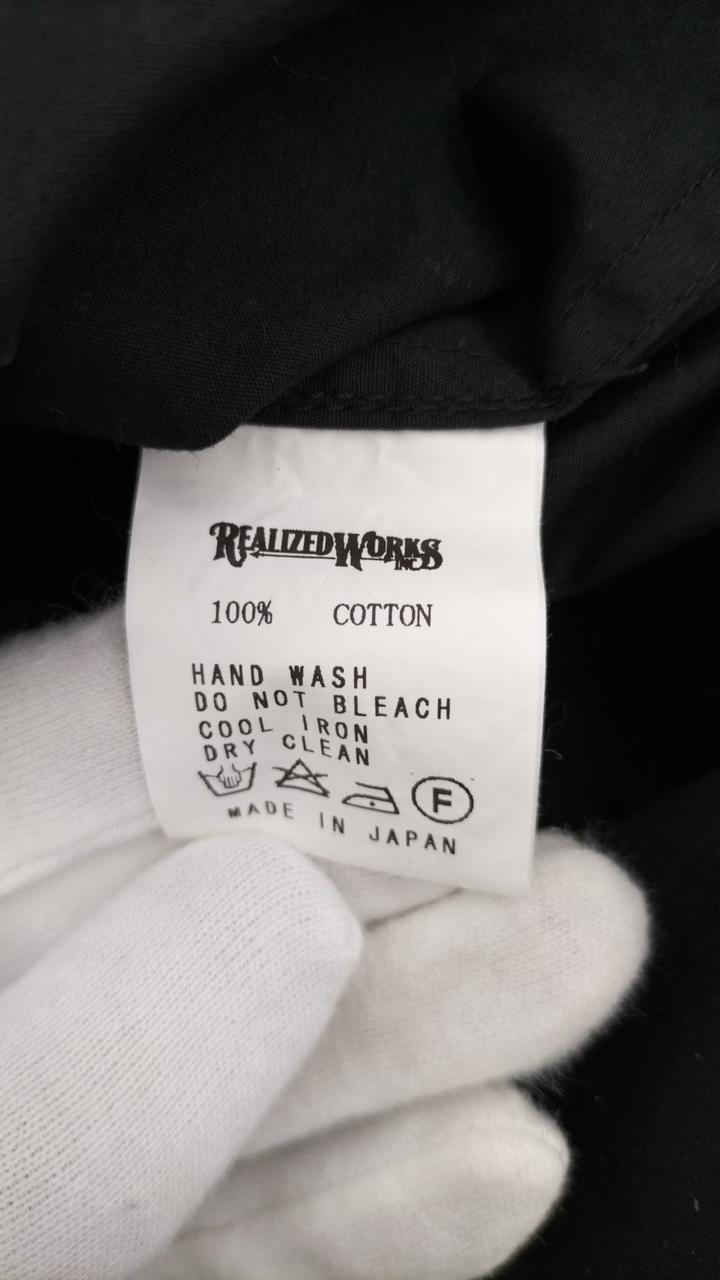 REALIZEDWORKS INC
100% COTTON
HAND WASH
DO NOT BLEACH
COOL IRON
DRY CLEAN
F
MADE IN JAPAN